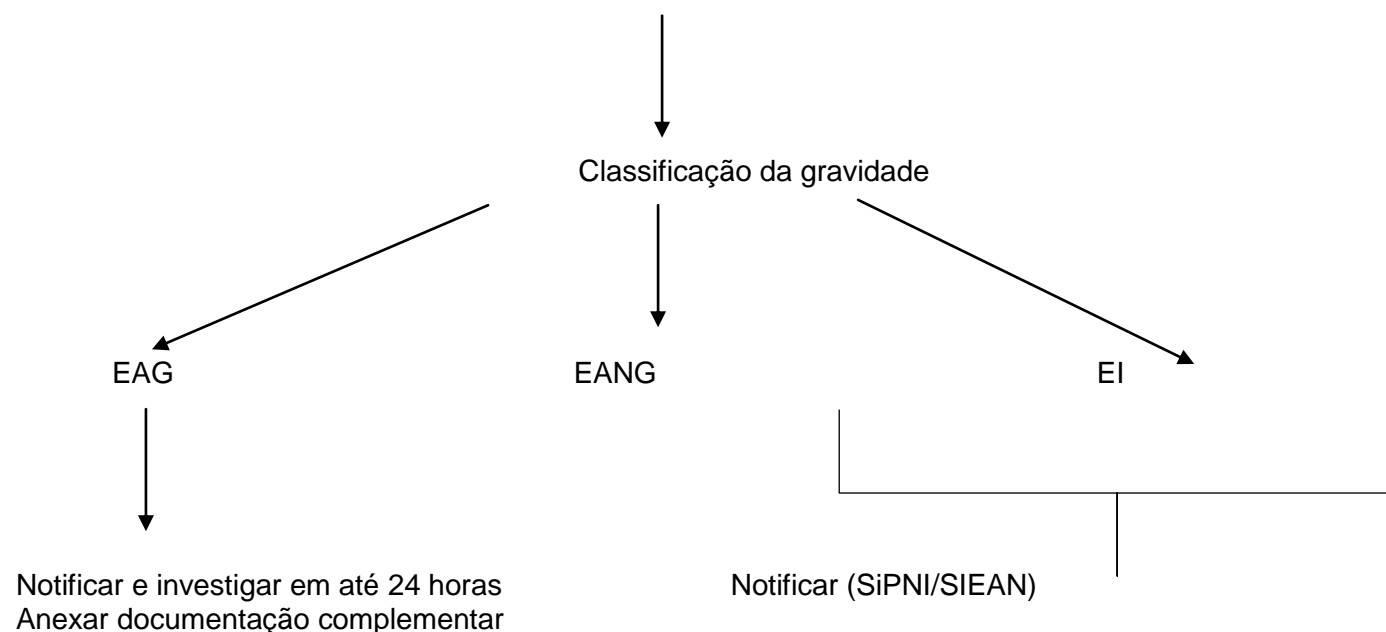 Classificação da gravidade
EAG
EANG
EI
Notificar e investigar em até 24 horas
Anexar documentação complementar
Notificar (SiPNI/SIEAN)